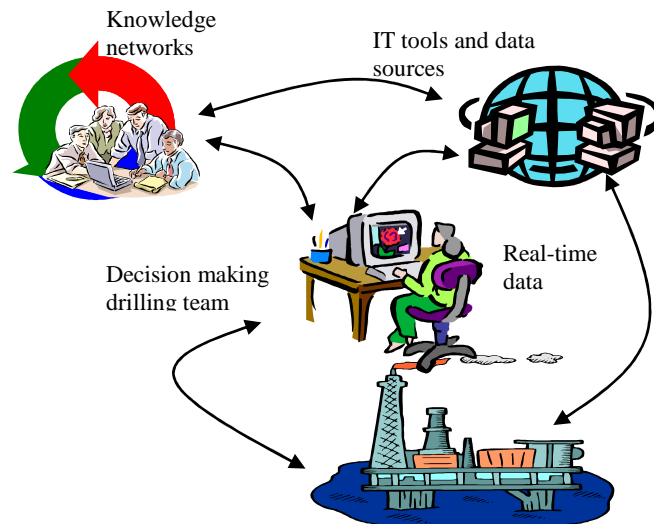 Knowledge
networks
IT tools and data
sources
Decision making
drilling team
Real-time
data